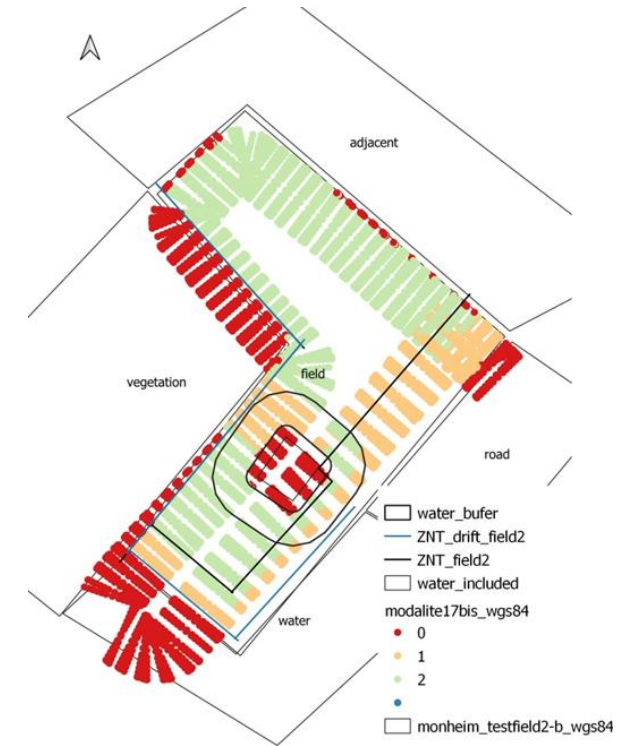 adjacent
vegetation
field
road
water
water_bufer
ZNT_drift_field2
ZNT_field2
water_included
modalite17bis_wgs84
0
1
2
monheim_testfield2-b_wgs84